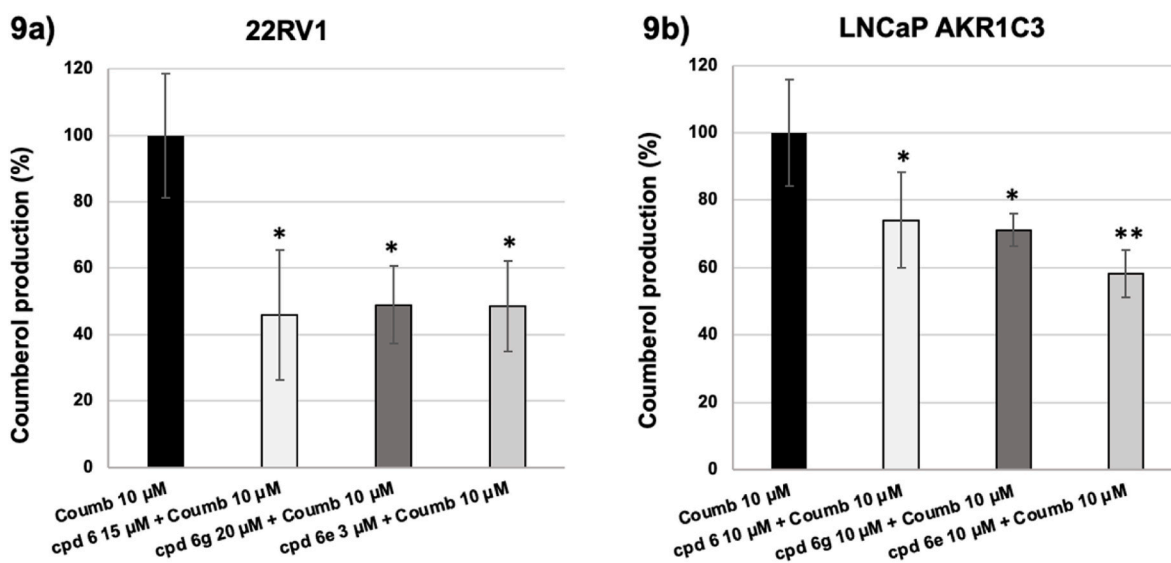 9a)
22RV1
Coumberol production (%)
120
100
80
60
40
20
0
*
*
*
Coumb 10 μM
cpd 6 15 μM + Coumb 10 μM
cpd 6g 20 μM + Coumb 10 μM
cpd 6e 3 μM + Coumb 10 μM
9b)
LNCaP AKR1C3
Coumberol production (%)
120
100
80
60
40
20
0
*
*
**
Coumb 10 μM
cpd 6 10 μM + Coumb 10 μM
cpd 6g 10 μM + Coumb 10 μM
cpd 6e 10 μM + Coumb 10 μM